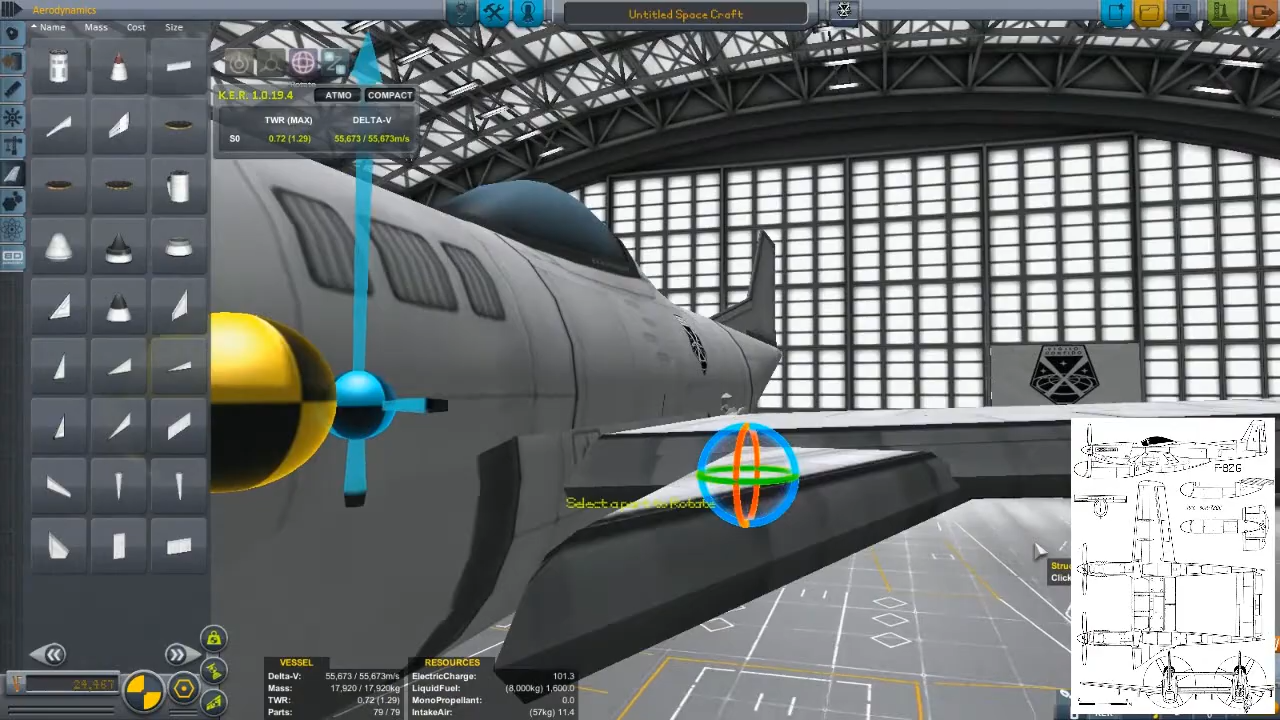 Aerodynamics
Untitled Space Craft
Name Mass Cost Size
K.E.R. 1.0.19.4 ATMO COMPACT
TWR (MAX) DELTA-V
S0 0.72 (1.29) 55,673 / 55,673m/s
Select a part to Rotate
F-82G
Struc
Click
VESSEL
Delta-V: 55,673 / 55,673m/s
Mass: 17,920 / 17,920kg
TWR: 0.72 (1.29)
Parts: 79 / 79
RESOURCES
ElectricCharge: 101.3
LiquidFuel: (8,000kg) 1,600.0
MonoPropellant: 0.0
IntakeAir: (57kg) 11.4